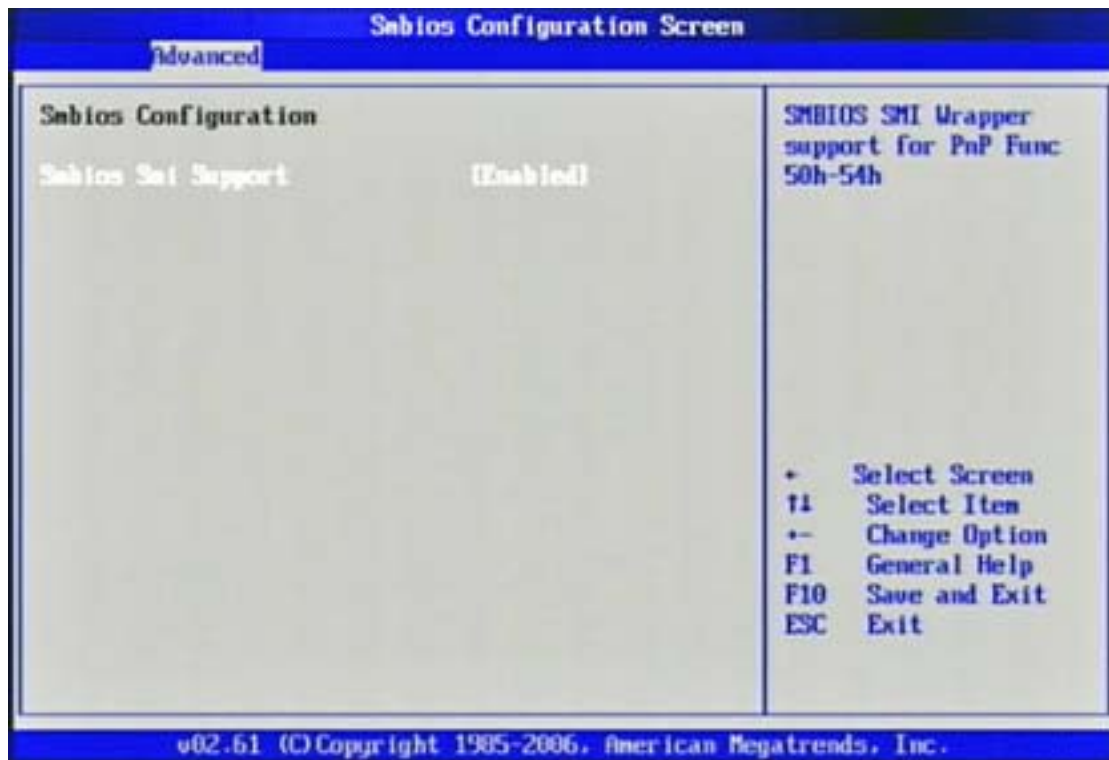 Smbios Configuration Screen
Advanced
Smbios Configuration
Smbios Smi Support [Enabled]
SMBIOS SMI Wrapper
support for PnP Func
50h-54h
← Select Screen
↑↓ Select Item
+- Change Option
F1 General Help
F10 Save and Exit
ESC Exit
v02.61 (C)Copyright 1985-2006, American Megatrends, Inc.